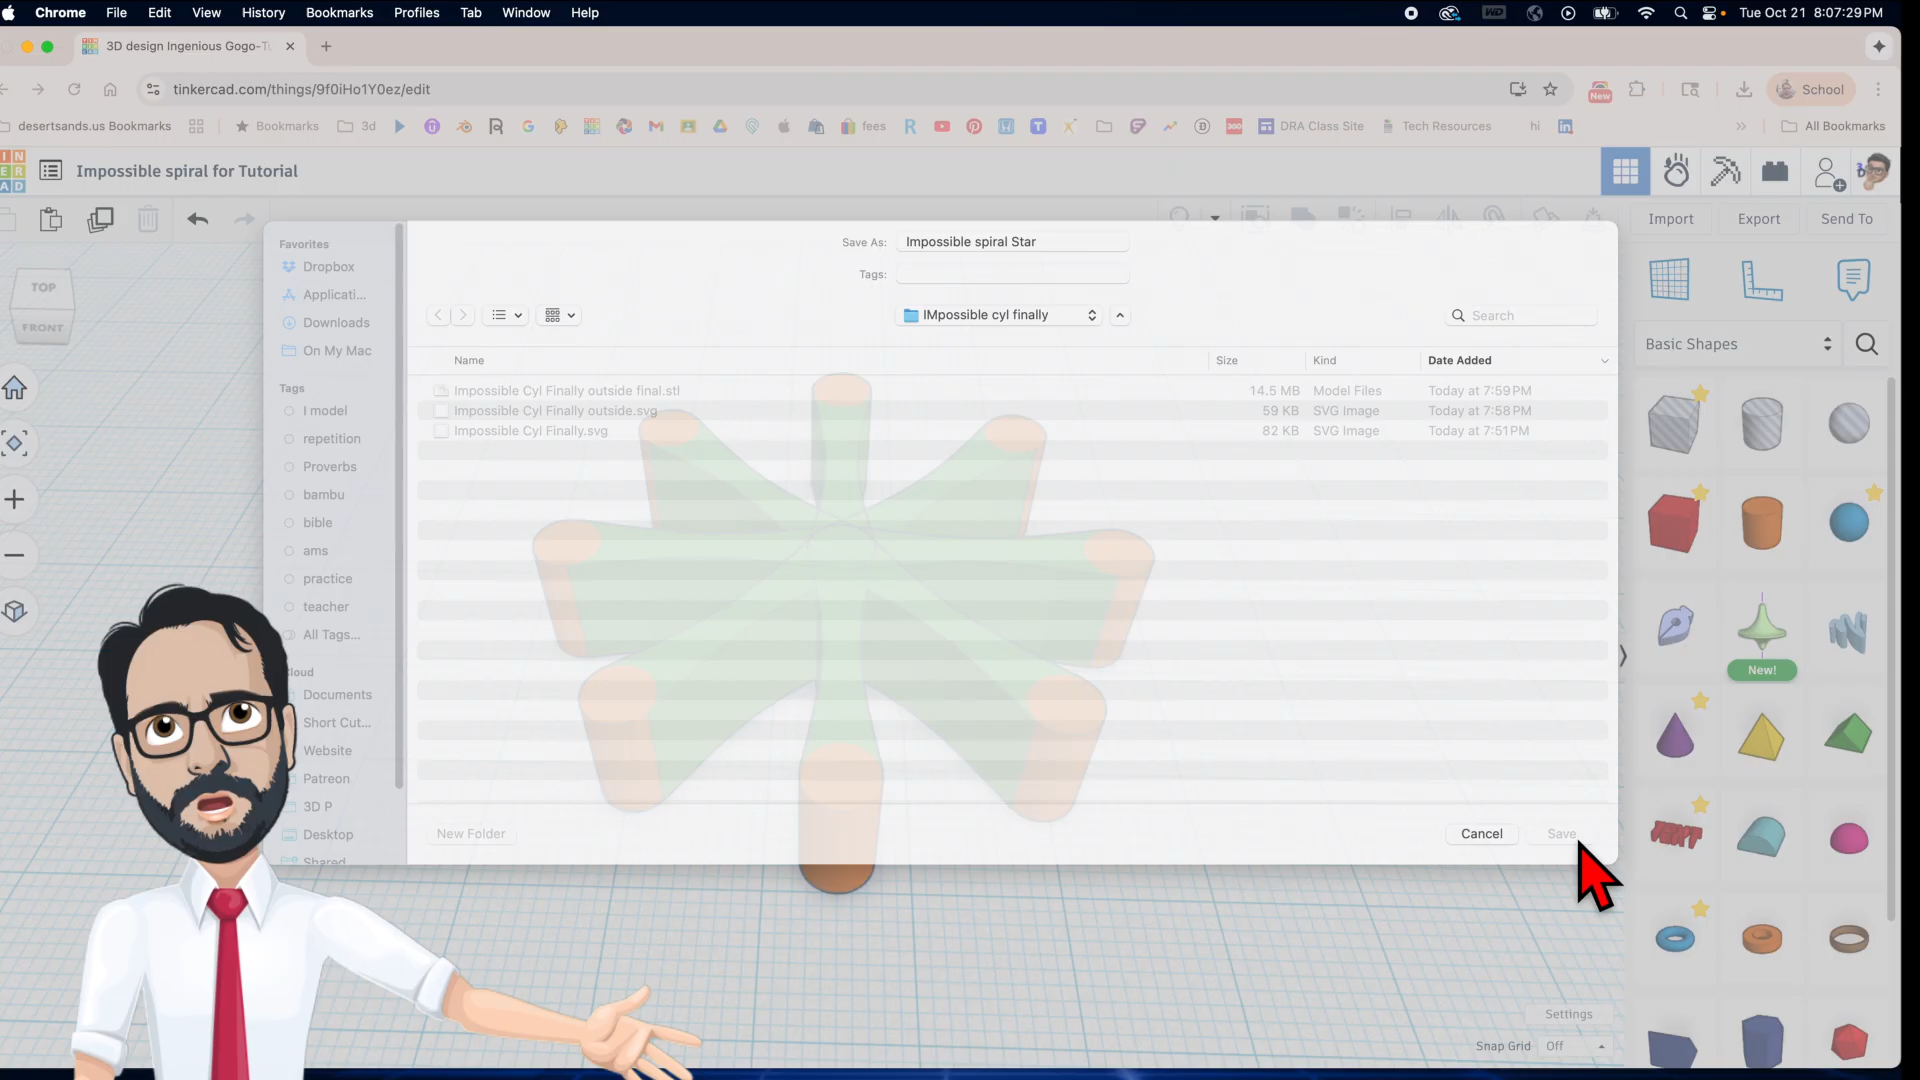 Chrome File Edit View History Bookmarks Profiles Tab Window Help
Tue Oct 21 8:07:29 PM
3D design Ingenious Gogo-Ti
tinkercad.com/things/9f0iHo1Y0ez/edit
New
School
desertsands.us Bookmarks
Bookmarks
3d
fees
DRA Class Site
Tech Resources
hi
All Bookmarks
Impossible spiral for Tutorial
Import
Export
Send To
TOP
FRONT
Favorites
Dropbox
Applicati...
Downloads
On My Mac
Tags
I model
repetition
Proverbs
bambu
bible
ams
practice
teacher
All Tags...
Documents
Short Cut...
Website
Patreon
3D P
Desktop
Shared
Save As: Impossible spiral Star
Tags:
IMpossible cyl finally
Search
Name Size Kind Date Added
Impossible Cyl Finally outside final.stl 14.5 MB Model Files Today at 7:59 PM
Impossible Cyl Finally outside.svg 59 KB SVG Image Today at 7:58 PM
Impossible Cyl Finally.svg 82 KB SVG Image Today at 7:51 PM
New Folder
Cancel
Save
Basic Shapes
New!
TEXT
Settings
Snap Grid Off